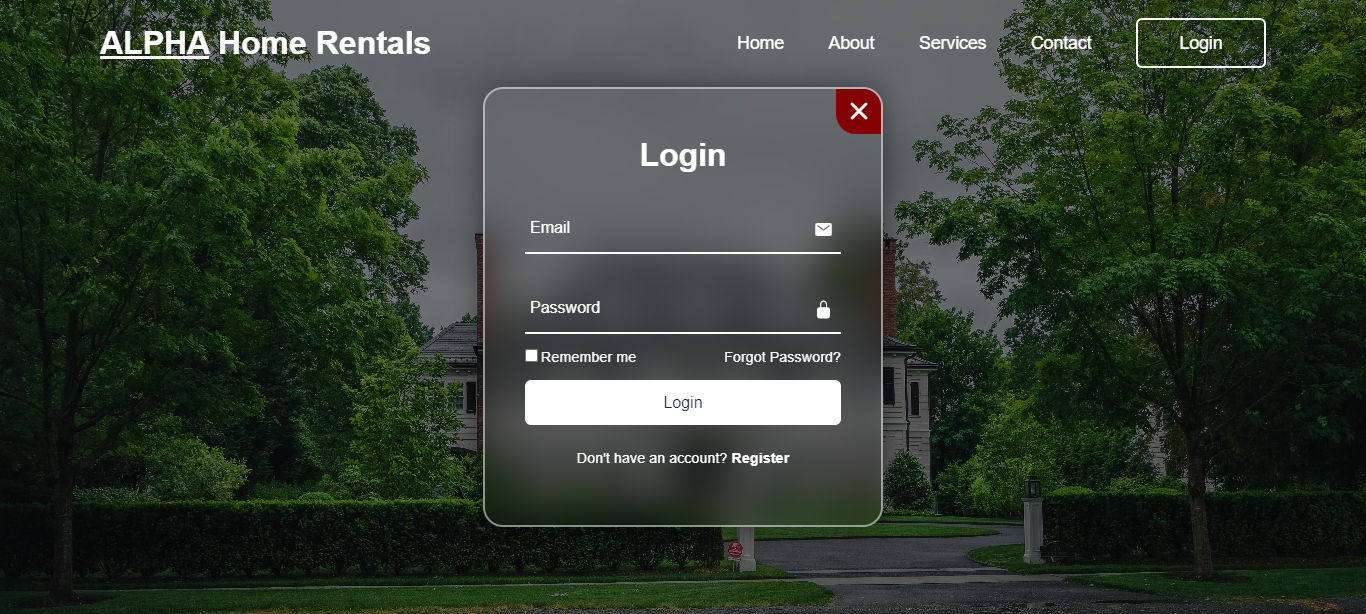 ALPHA Home Rentals
Home About Services Contact Login
Login
Email
Password
Remember me Forgot Password?
Login
Don't have an account? Register